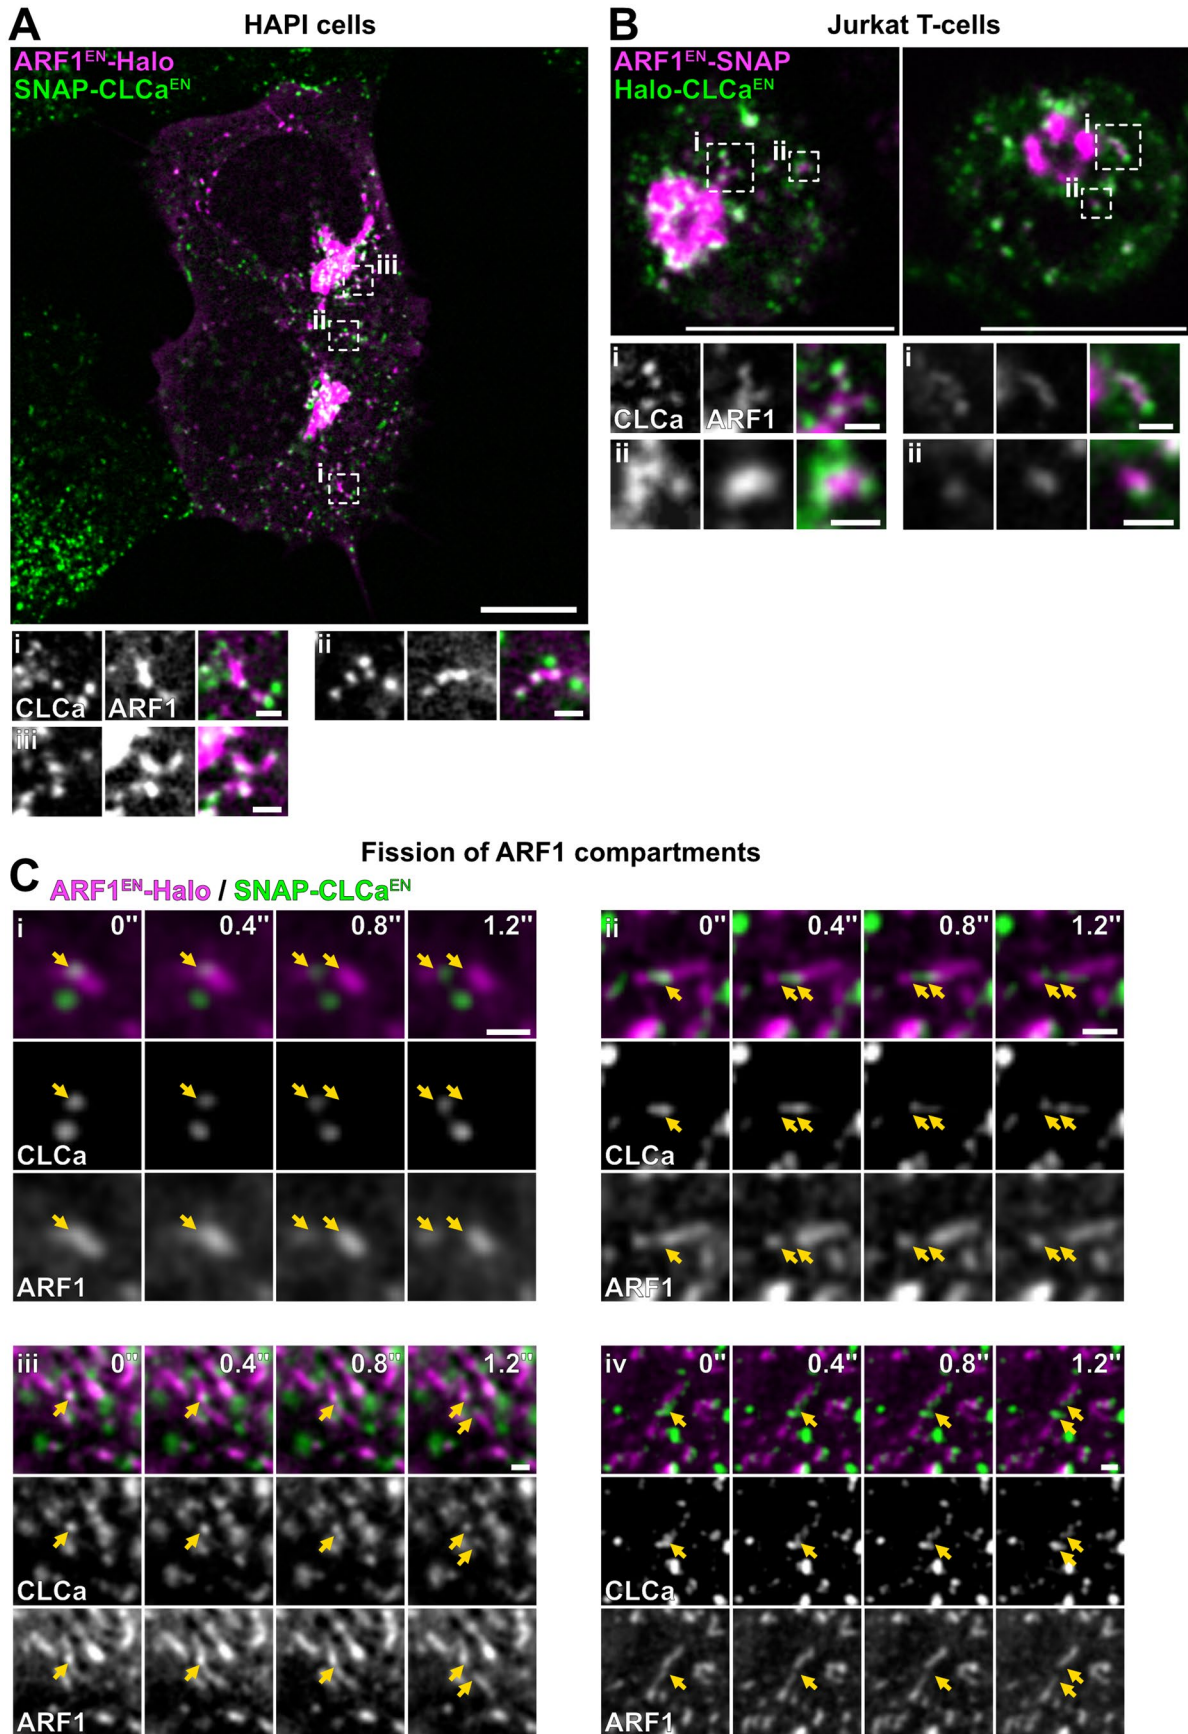 A
HAPI cells
ARF1EN-Halo
SNAP-CLCaEN
iii
ii
i
i
CLCa
ARF1
ii
iii
B
Jurkat T-cells
ARF1EN-SNAP
Halo-CLCaEN
i
ii
i
ii
i
CLCa
ARF1
i
ii
ii
Fission of ARF1 compartments
C
ARF1EN-Halo / SNAP-CLCaEN
i
0"
0.4"
0.8"
1.2"
CLCa
ARF1
ii
0"
0.4"
0.8"
1.2"
CLCa
ARF1
iii
0"
0.4"
0.8"
1.2"
CLCa
ARF1
iv
0"
0.4"
0.8"
1.2"
CLCa
ARF1